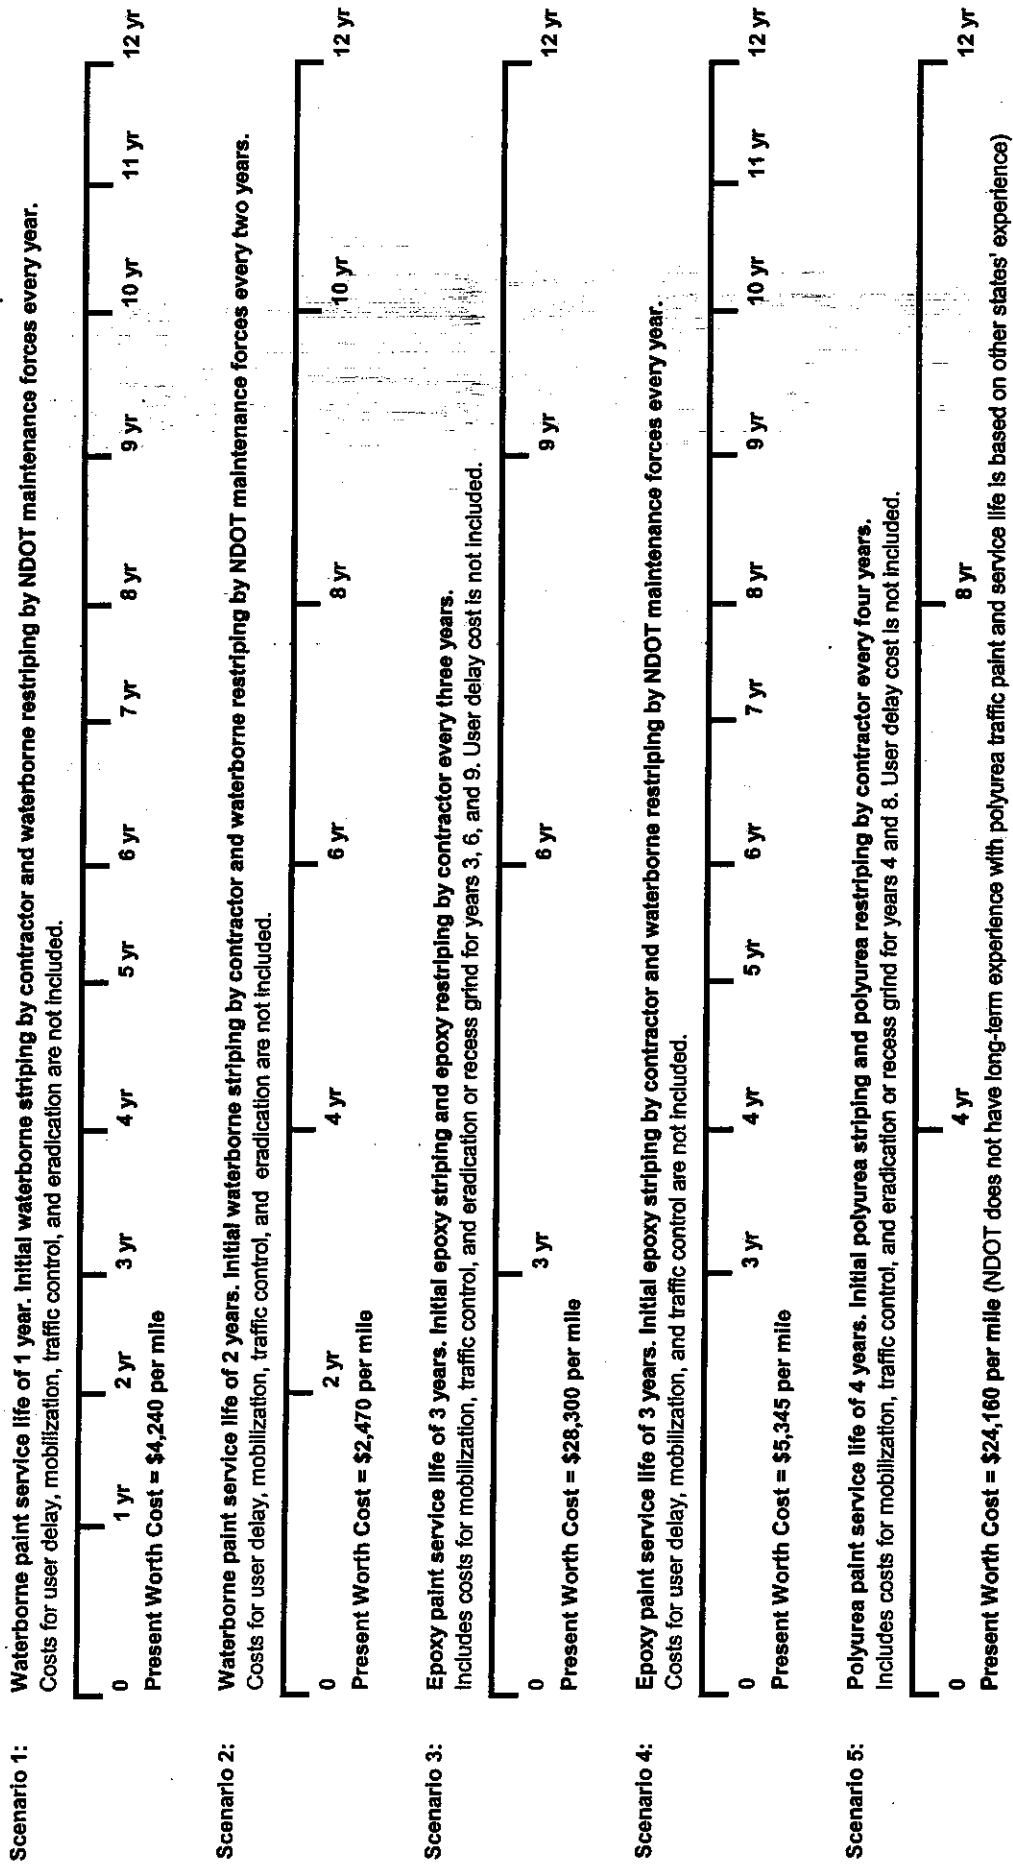 Scenario 1: Waterborne paint service life of 1 year. Initial waterborne striping by contractor and waterborne restriping by NDOT maintenance forces every year.
Costs for user delay, mobilization, traffic control, and eradication are not included.
0 1 yr 2 yr 3 yr 4 yr 5 yr 6 yr 7 yr 8 yr 9 yr 10 yr 11 yr 12 yr
Present Worth Cost = $4,240 per mile
Scenario 2: Waterborne paint service life of 2 years. Initial waterborne striping by contractor and waterborne restriping by NDOT maintenance forces every two years.
Costs for user delay, mobilization, traffic control, and eradication are not included.
0 2 yr 4 yr 6 yr 8 yr 10 yr 12 yr
Present Worth Cost = $2,470 per mile
Scenario 3: Epoxy paint service life of 3 years. Initial epoxy striping and epoxy restriping by contractor every three years.
Includes costs for mobilization, traffic control, and eradication or recess grind for years 3, 6, and 9. User delay cost is not included.
0 3 yr 6 yr 9 yr 12 yr
Present Worth Cost = $28,300 per mile
Scenario 4: Epoxy paint service life of 3 years. Initial epoxy striping by contractor and waterborne restriping by NDOT maintenance forces every year.
Costs for user delay, mobilization, and traffic control are not included.
0 3 yr 4 yr 5 yr 6 yr 7 yr 8 yr 9 yr 10 yr 11 yr 12 yr
Present Worth Cost = $5,345 per mile
Scenario 5: Polyurea paint service life of 4 years. Initial polyurea striping and polyurea restriping by contractor every four years.
Includes costs for mobilization, traffic control, and eradication or recess grind for years 4 and 8. User delay cost is not included.
0 4 yr 8 yr 12 yr
Present Worth Cost = $24,160 per mile (NDOT does not have long-term experience with polyurea traffic paint and service life is based on other states' experience)